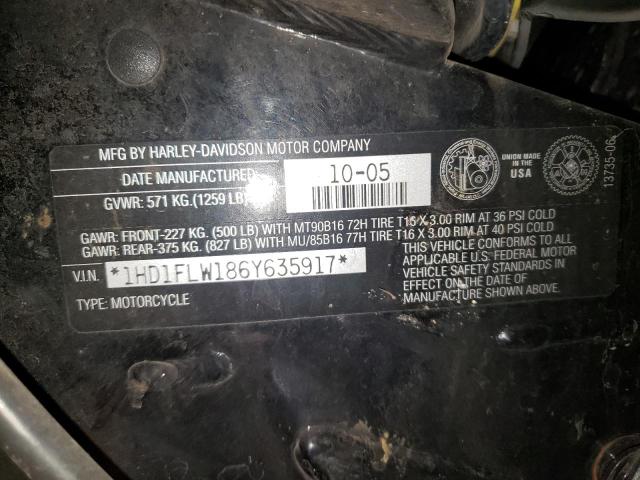 MFG BY HARLEY-DAVIDSON MOTOR COMPANY
DATE MANUFACTURED: 10-05
GVWR: 571 KG. (1259 LB)
UNION MADE
IN THE
USA
13735-06
GAWR: FRONT-227 KG. (500 LB) WITH MT90B16 72H TIRE T16 X 3.00 RIM AT 36 PSI COLD
GAWR: REAR-375 KG. (827 LB) WITH MU/85B16 77H TIRE T16 X 3.00 RIM AT 40 PSI COLD
V.I.N. *1HD1FLW186Y635917*
TYPE: MOTORCYCLE
THIS VEHICLE CONFORMS TO ALL
APPLICABLE U.S. FEDERAL MOTOR
VEHICLE SAFETY STANDARDS IN
EFFECT ON THE DATE OF
MANUFACTURE SHOWN ABOVE.